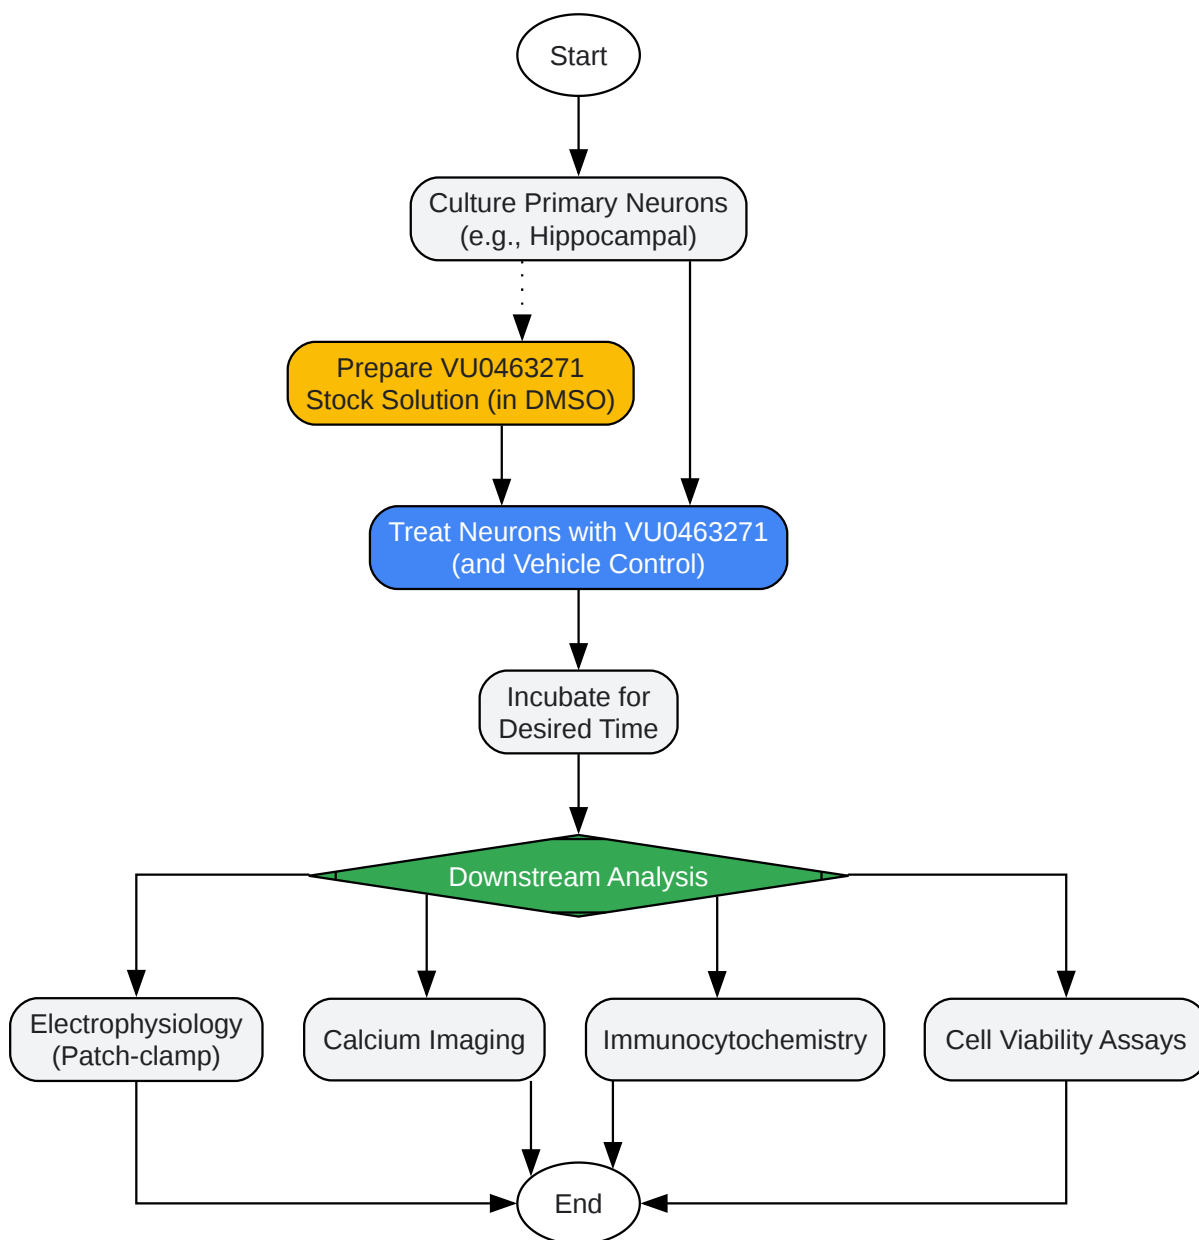 Start
Culture Primary Neurons
(e.g., Hippocampal)
Prepare VU0463271
Stock Solution (in DMSO)
Treat Neurons with VU0463271
(and Vehicle Control)
Incubate for
Desired Time
Downstream Analysis
Electrophysiology
(Patch-clamp)
Calcium Imaging
Immunocytochemistry
Cell Viability Assays
End